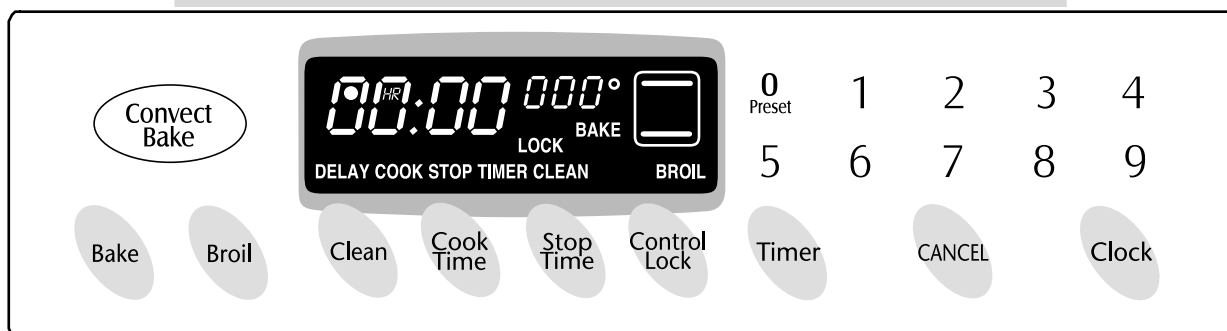 Convect
Bake
00:00
HR
000°
BAKE
LOCK
DELAY COOK STOP TIMER CLEAN
BROIL
0 1 2 3 4
Preset
5 6 7 8 9
Bake
Broil
Clean
Cook
Time
Stop
Time
Control
Lock
Timer
CANCEL
Clock